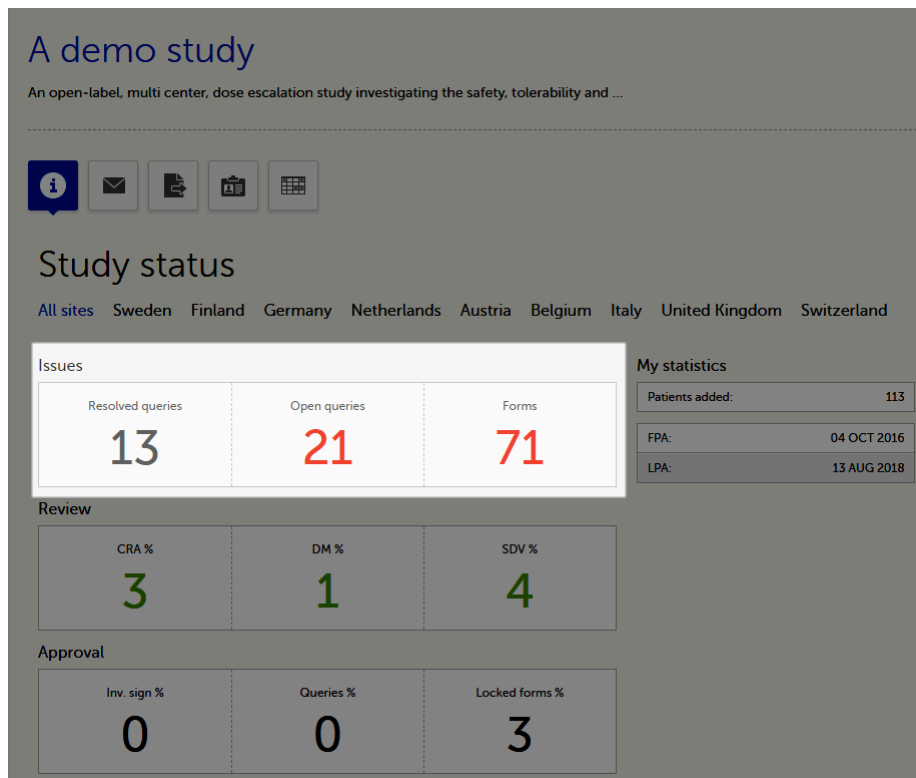 A demo study
An open-label, multi center, dose escalation study investigating the safety, tolerability and ...
Study status
All sites Sweden Finland Germany Netherlands Austria Belgium Italy United Kingdom Switzerland
Issues
Resolved queries Open queries Forms
13 21 71
My statistics
Patients added: 113
FPA: 04 OCT 2016
LPA: 13 AUG 2018
Review
CRA % DM % SDV %
3 1 4
Approval
Inv. sign % Queries % Locked forms %
0 0 3